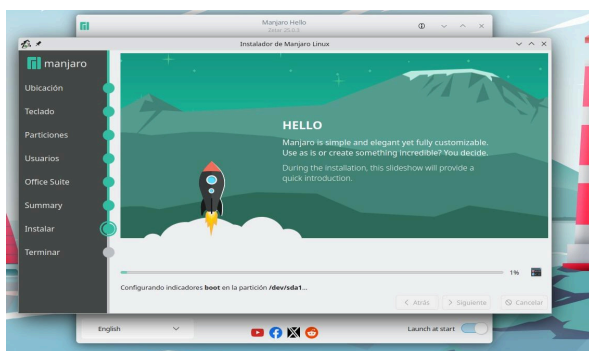 Manjaro Hello
Zetar 25.0.3
Instalador de Manjaro Linux
manjaro
Ubicación
Teclado
Particiones
Usuarios
Office Suite
Summary
Instalar
Terminar
HELLO
Manjaro is simple and elegant yet fully customizable.
Use as is or create something incredible? You decide.
During the installation, this slideshow will provide a
quick introduction.
1%
Configurando indicadores boot en la partición /dev/sda1...
Atrás
Siguiente
Cancelar
English
Launch at start